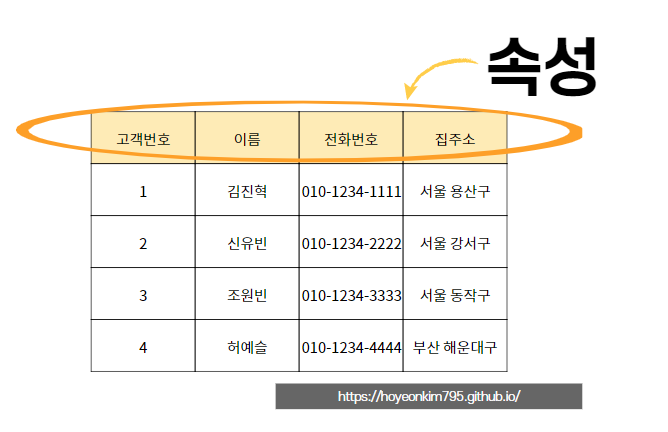 속성
고객번호 이름 전화번호 집주소
1 김진혁 010-1234-1111 서울 용산구
2 신유빈 010-1234-2222 서울 강서구
3 조원빈 010-1234-3333 서울 동작구
4 허예슬 010-1234-4444 부산 해운대구
https://hoyeonkim795.github.io/